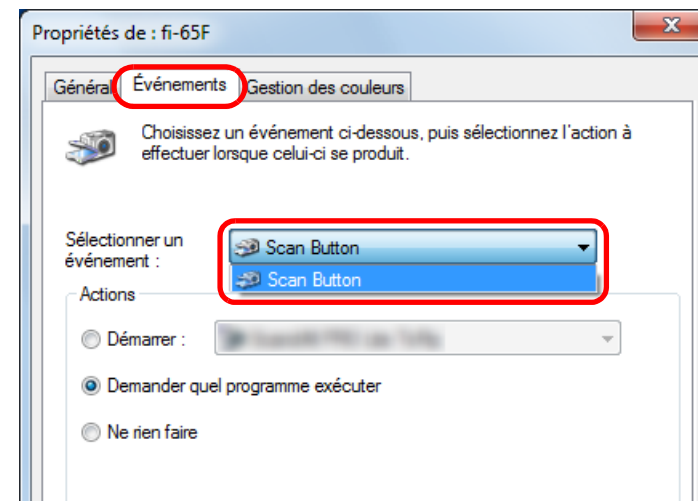 Propriétés de : fi-65F
Général Événements Gestion des couleurs
Choisissez un événement ci-dessous, puis sélectionnez l'action à
effectuer lorsque celui-ci se produit.
Sélectionner un
événement :
Scan Button
Scan Button
Actions
Démarrer :
Demander quel programme exécuter
Ne rien faire